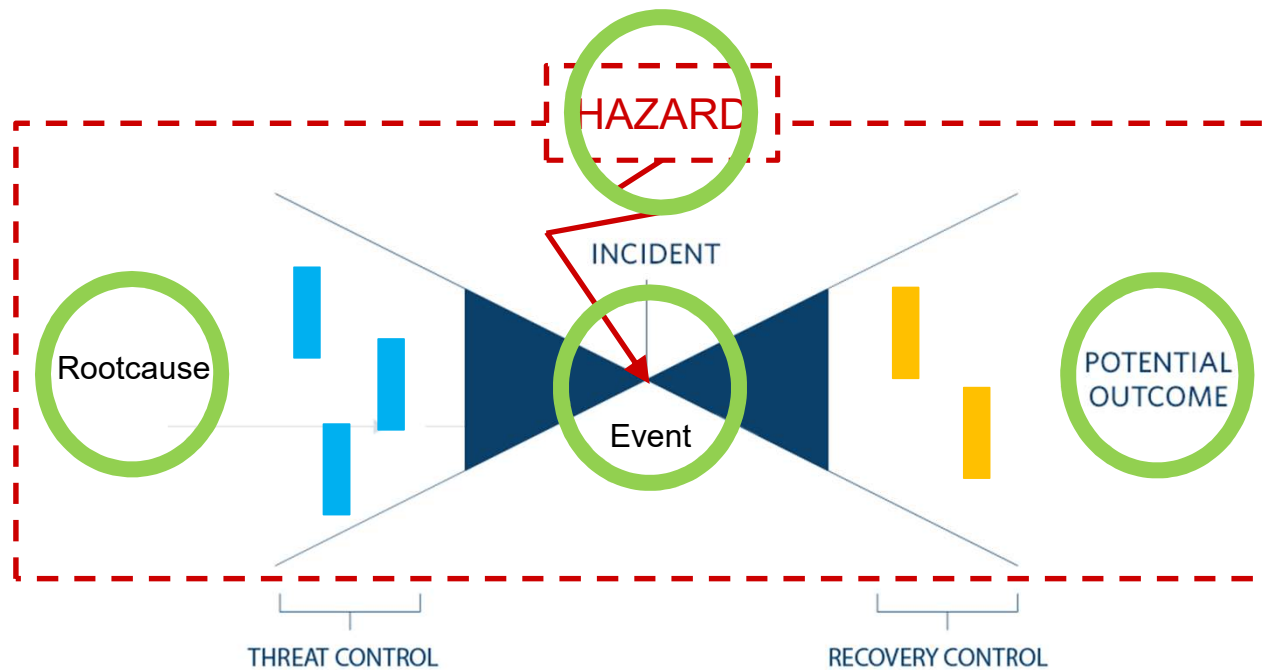 HAZARD
INCIDENT
Rootcause
Event
POTENTIAL
OUTCOME
THREAT CONTROL
RECOVERY CONTROL